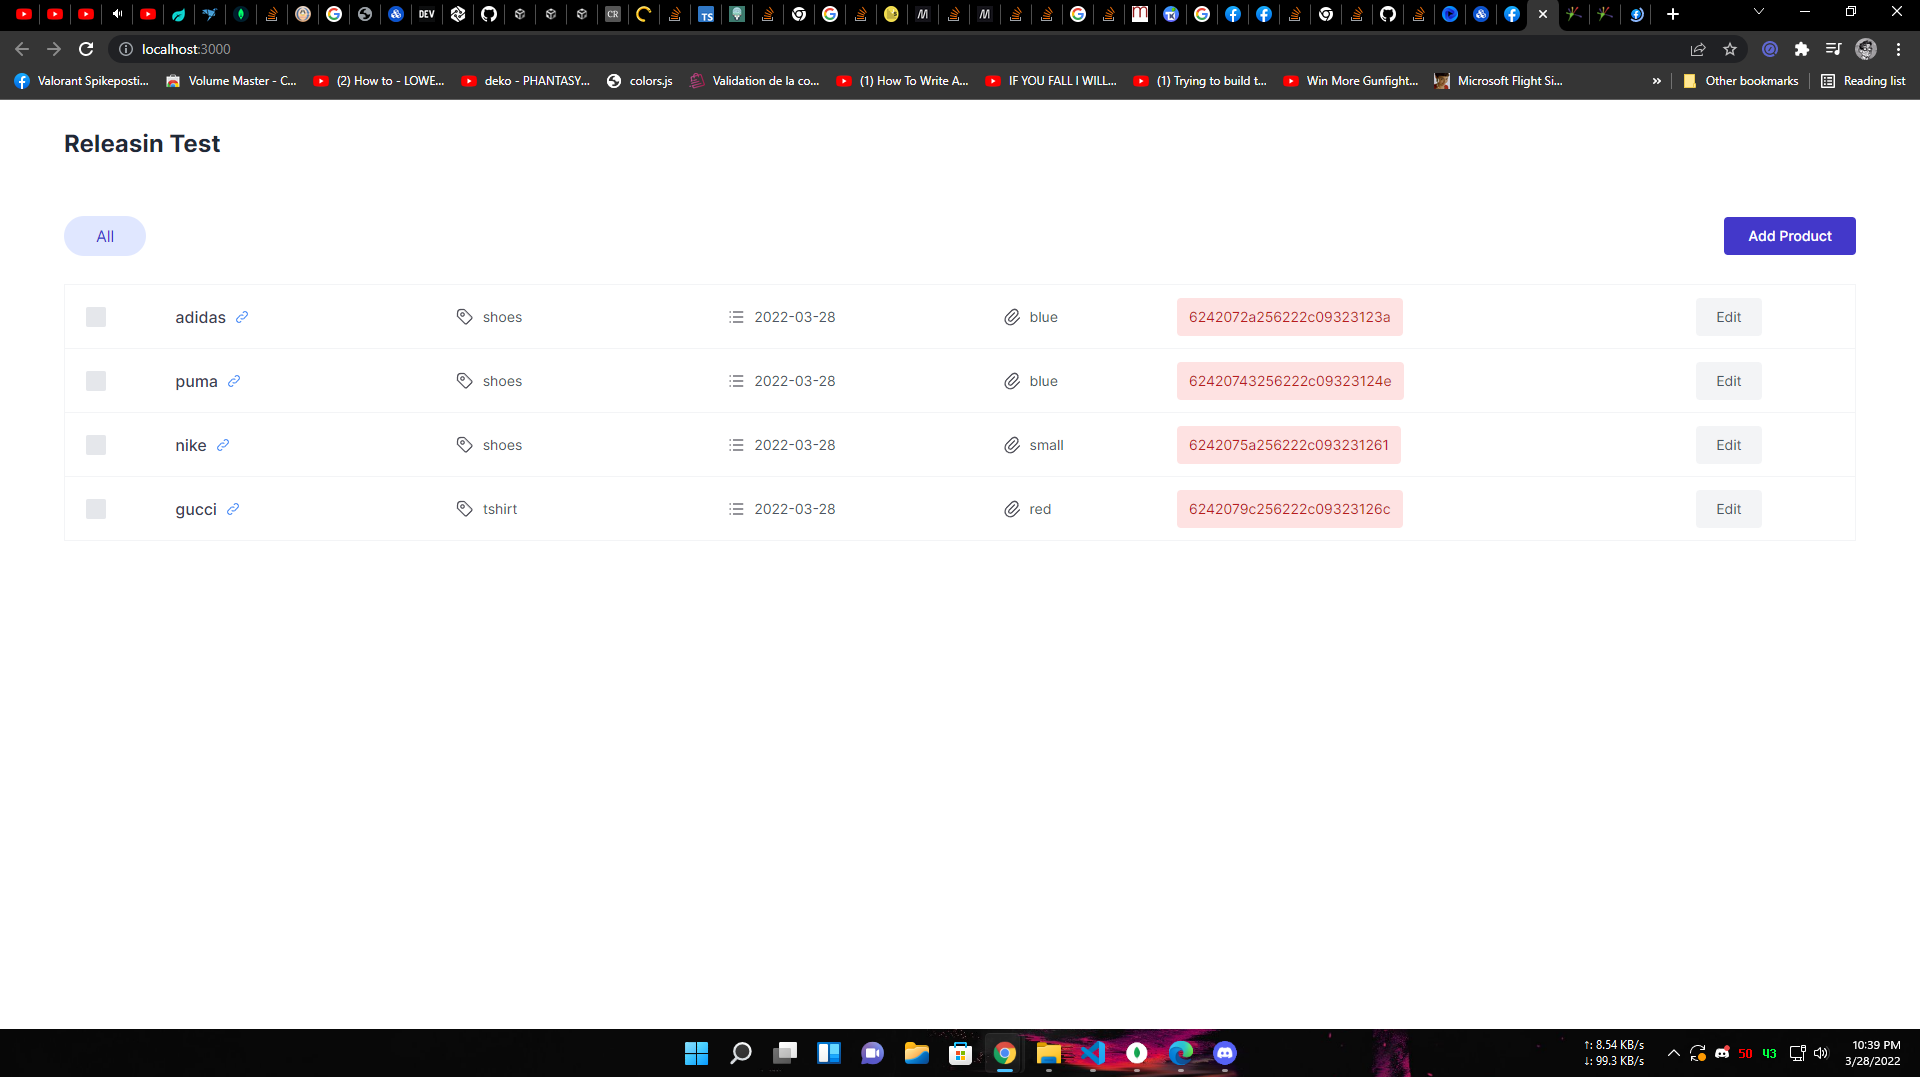 DEV
CR
TS
M
M
localhost:3000
Valorant Spikeposti...
Volume Master - C...
(2) How to - LOWE...
deko - PHANTASY...
colors.js
Validation de la co...
(1) How To Write A...
IF YOU FALL I WILL...
(1) Trying to build t...
Win More Gunfight...
Microsoft Flight Si...
»
Other bookmarks
Reading list
Releasin Test
All
Add Product
adidas shoes 2022-03-28 blue 6242072a256222c09323123a Edit
puma shoes 2022-03-28 blue 62420743256222c09323124e Edit
nike shoes 2022-03-28 small 6242075a256222c093231261 Edit
gucci tshirt 2022-03-28 red 6242079c256222c09323126c Edit
↑: 8.54 KB/s
↓: 99.3 KB/s
50 43
10:39 PM
3/28/2022